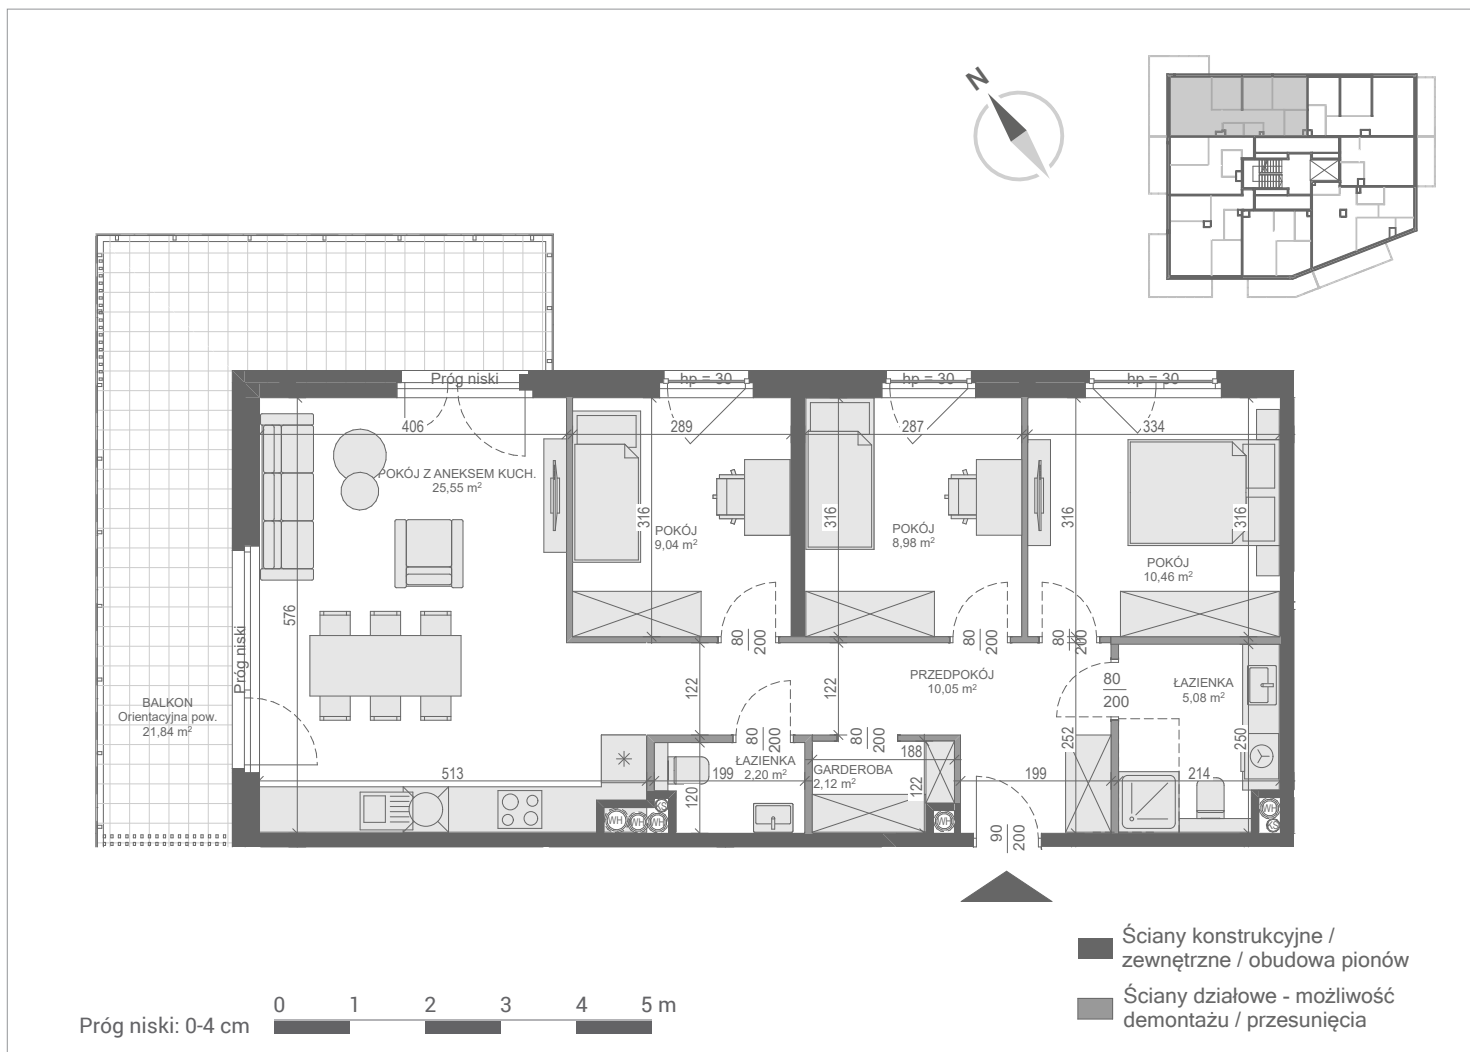 N
Próg niski
hp = 30
hp = 30
hp = 30
406
289
287
334
POKÓJ Z ANEKSEM KUCH.
25,55 m²
316
POKÓJ
9,04 m²
316
POKÓJ
8,98 m²
316
316
POKÓJ
10,46 m²
576
Próg niski
80
200
80
200
80
200
BALKON
Orientacyjna pow.
21,84 m²
122
122
PRZEDPOKÓJ
10,05 m²
80
200
ŁAZIENKA
5,08 m²
80
200
80
200
252
250
513
ŁAZIENKA
2,20 m²
199
120
188
GARDEROBA
2,12 m²
122
199
214
WH
WH
WH
KS
WH
WH
KS
90
200
Ściany konstrukcyjne /
zewnętrzne / obudowa pionów
Ściany działowe - możliwość
demontażu / przesunięcia
Próg niski: 0-4 cm
0 1 2 3 4 5 m